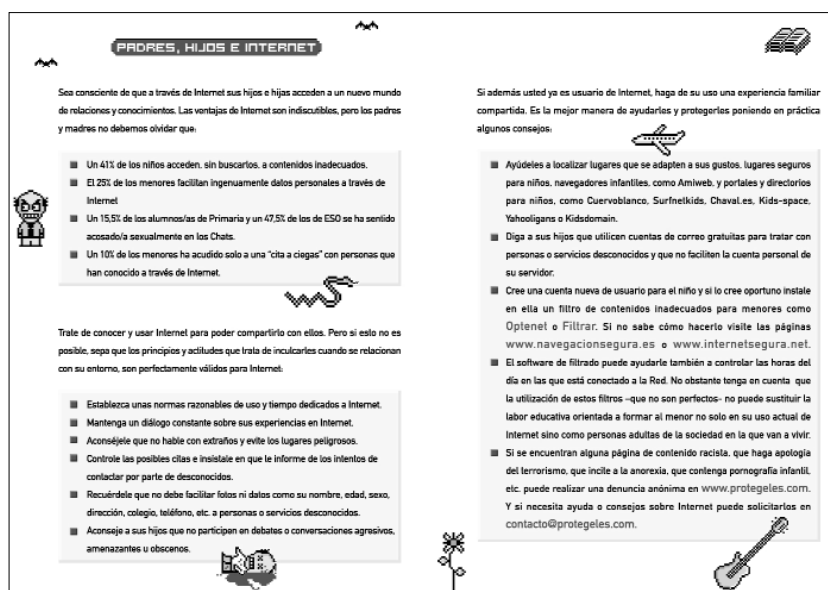 PADRES, HIJOS E INTERNET
Sea consciente de que a través de Internet sus hijos e hijas acceden a un nuevo mundo
de relaciones y conocimientos. Las ventajas de Internet son indiscutibles, pero los padres
y madres no debemos olvidar que:
Un 41% de los niños acceden, sin buscarlos, a contenidos inadecuados.
El 25% de los menores facilitan ingenuamente datos personales a través de
Internet
Un 15,5% de los alumnos/as de Primaria y un 47,5% de los de ESO se ha sentido
acosado/a sexualmente en los Chats.
Un 10% de los menores ha acudido solo a una "cita a ciegas" con personas que
han conocido a través de Internet.
Trate de conocer y usar Internet para poder compartirlo con ellos. Pero si esto no es
posible, sepa que los principios y actitudes que trata de inculcarles cuando se relacionan
con su entorno, son perfectamente válidos para Internet:
Establezca unas normas razonables de uso y tiempo dedicados a Internet.
Mantenga un diálogo constante sobre sus experiencias en Internet.
Aconséjele que no hable con extraños y evite los lugares peligrosos.
Controle las posibles citas e insístale en que le informe de los intentos de
contactar por parte de desconocidos.
Recuérdele que no debe facilitar fotos ni datos como su nombre, edad, sexo,
dirección, colegio, teléfono, etc. a personas o servicios desconocidos.
Aconseje a sus hijos que no participen en debates o conversaciones agresivos,
amenazantes u obscenos.
Si además usted ya es usuario de Internet, haga de su uso una experiencia familiar
compartida. Es la mejor manera de ayudarles y protegerles poniendo en práctica
algunos consejos:
Ayúdeles a localizar lugares que se adapten a sus gustos, lugares seguros
para niños, navegadores infantiles, como Amiweb, y portales y directorios
para niños, como Cuervoblanco, Surfnetkids, Chaval.es, Kids-space,
Yahooligans o Kidsdomain.
Diga a sus hijos que utilicen cuentas de correo gratuitas para tratar con
personas o servicios desconocidos y que no faciliten la cuenta personal de
su servidor.
Cree una cuenta nueva de usuario para el niño y si lo cree oportuno instale
en ella un filtro de contenidos inadecuados para menores como
Optenet o Filtrar. Si no sabe cómo hacerlo visite las páginas
www.navegacionsegura.es o www.internetsegura.net.
El software de filtrado puede ayudarle también a controlar las horas del
día en las que está conectado a la Red. No obstante tenga en cuenta que
la utilización de estos filtros –que no son perfectos- no puede sustituir la
labor educativa orientada a formar al menor no solo en su uso actual de
Internet sino como personas adultas de la sociedad en la que van a vivir.
Si se encuentran alguna página de contenido racista, que haga apología
del terrorismo, que incite a la anorexia, que contenga pornografía infantil,
etc. puede realizar una denuncia anónima en www.protegeles.com.
Y si necesita ayuda o consejos sobre Internet puede solicitarlos en
contacto@protegeles.com.